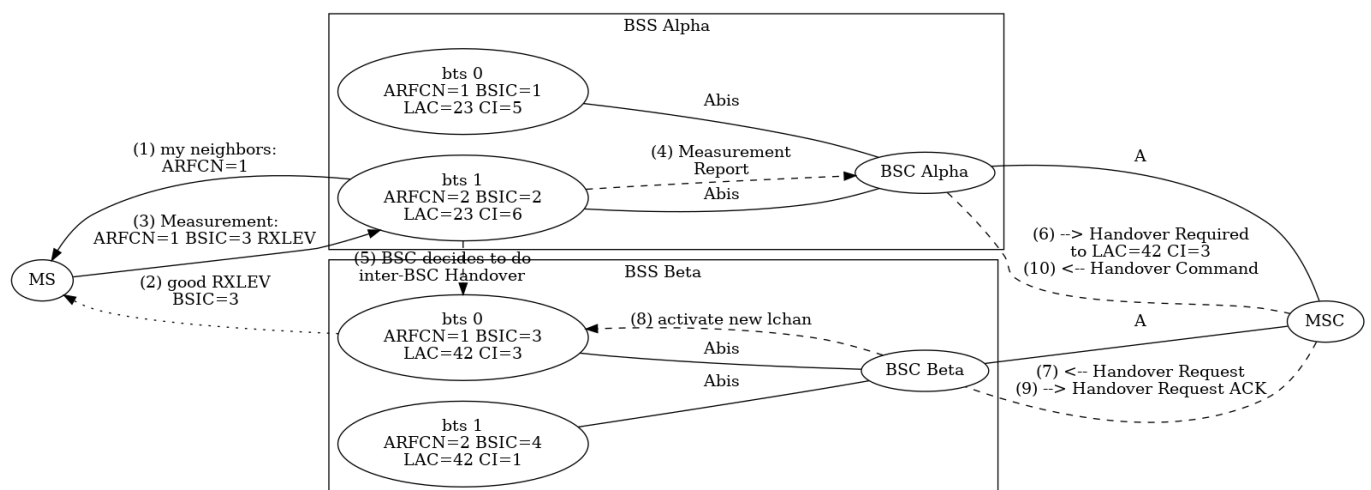 BSS Alpha
bts 0
ARFCN=1 BSIC=1
LAC=23 CI=5
Abis
(1) my neighbors:
ARFCN=1
(4) Measurement
Report
A
BSC Alpha
bts 1
ARFCN=2 BSIC=2
LAC=23 CI=6
Abis
(3) Measurement:
ARFCN=1 BSIC=3 RXLEV
(6) --> Handover Required
to LAC=42 CI=3
(10) <-- Handover Command
(5) BSC decides to do
inter-BSC Handover
BSS Beta
MS
(2) good RXLEV
BSIC=3
bts 0
ARFCN=1 BSIC=3
LAC=42 CI=3
(8) activate new lchan
A
MSC
Abis
BSC Beta
(7) <-- Handover Request
(9) --> Handover Request ACK
Abis
bts 1
ARFCN=2 BSIC=4
LAC=42 CI=1